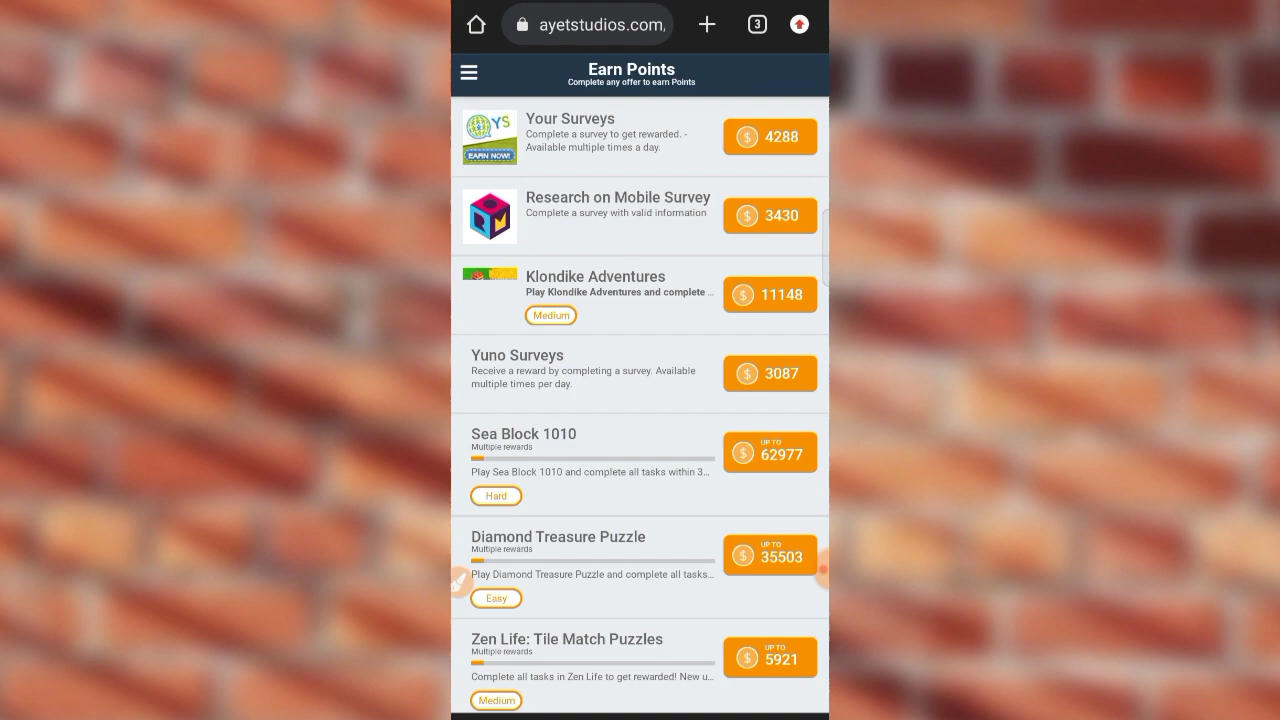 ayetstudios.com,
3
Earn Points
Complete any offer to earn Points
YS
EARN NOW!
Your Surveys
Complete a survey to get rewarded. -
Available multiple times a day.
$ 4288
Research on Mobile Survey
Complete a survey with valid information
$ 3430
Klondike Adventures
Play Klondike Adventures and complete ...
Medium
$ 11148
Yuno Surveys
Receive a reward by completing a survey. Available
multiple times per day.
$ 3087
Sea Block 1010
Multiple rewards
Play Sea Block 1010 and complete all tasks within 3...
Hard
UP TO
$ 62977
Diamond Treasure Puzzle
Multiple rewards
Play Diamond Treasure Puzzle and complete all tasks...
Easy
UP TO
$ 35503
Zen Life: Tile Match Puzzles
Multiple rewards
Complete all tasks in Zen Life to get rewarded! New u...
Medium
UP TO
$ 5921